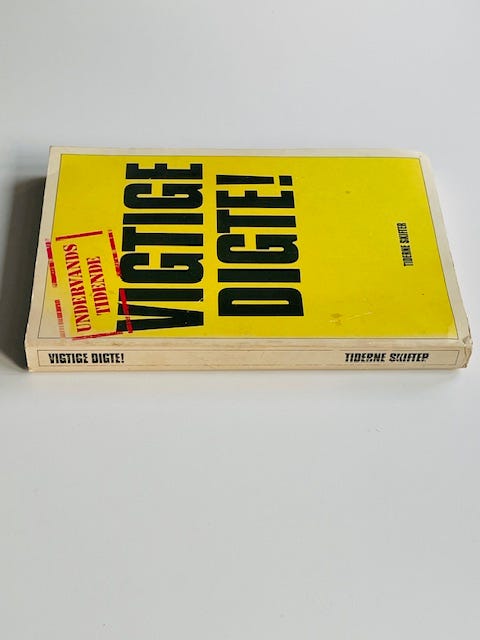 UNDERVANDS
TIDENDE
VIGTIGE
DIGTE!
TIDERNE SKIFTER
VIGTIGE DIGTE!
TIDERNE SKIFTER